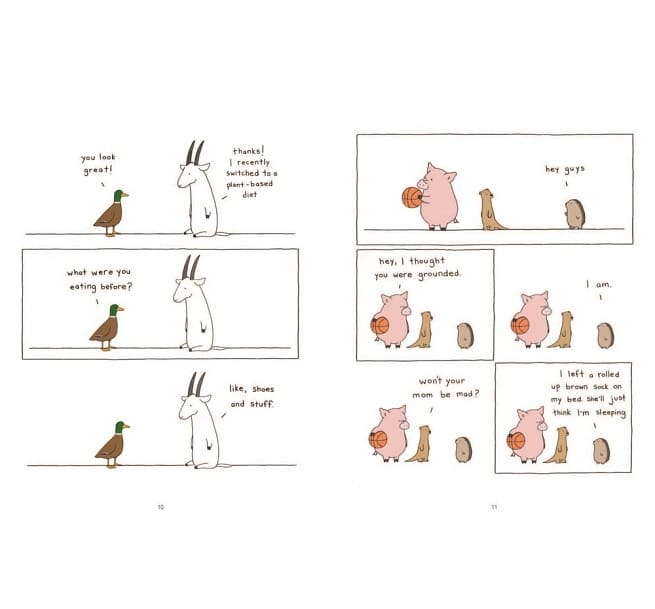 you look
great!
thanks!
I recently
switched to a
plant-based
diet
what were you
eating before?
like, shoes
and stuff.
10
hey guys
hey, I thought
you were grounded.
I am.
won't your
mom be mad?
I left a rolled
up brown sock on
my bed. She'll just
think I'm sleeping
11